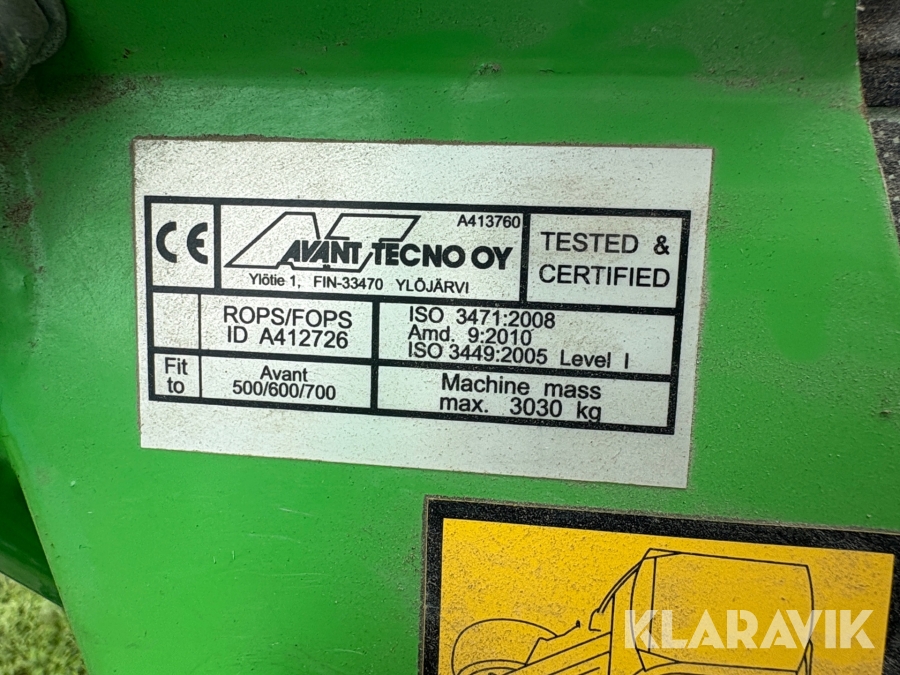 CE
A413760
AVANT TECNO OY
Ylötie 1, FIN-33470 YLÖJÄRVI
TESTED &
CERTIFIED
ROPS/FOPS
ID A412726
ISO 3471:2008
Amd. 9:2010
ISO 3449:2005 Level I
Fit
to
Avant
500/600/700
Machine mass
max. 3030 kg
KLARAVIK